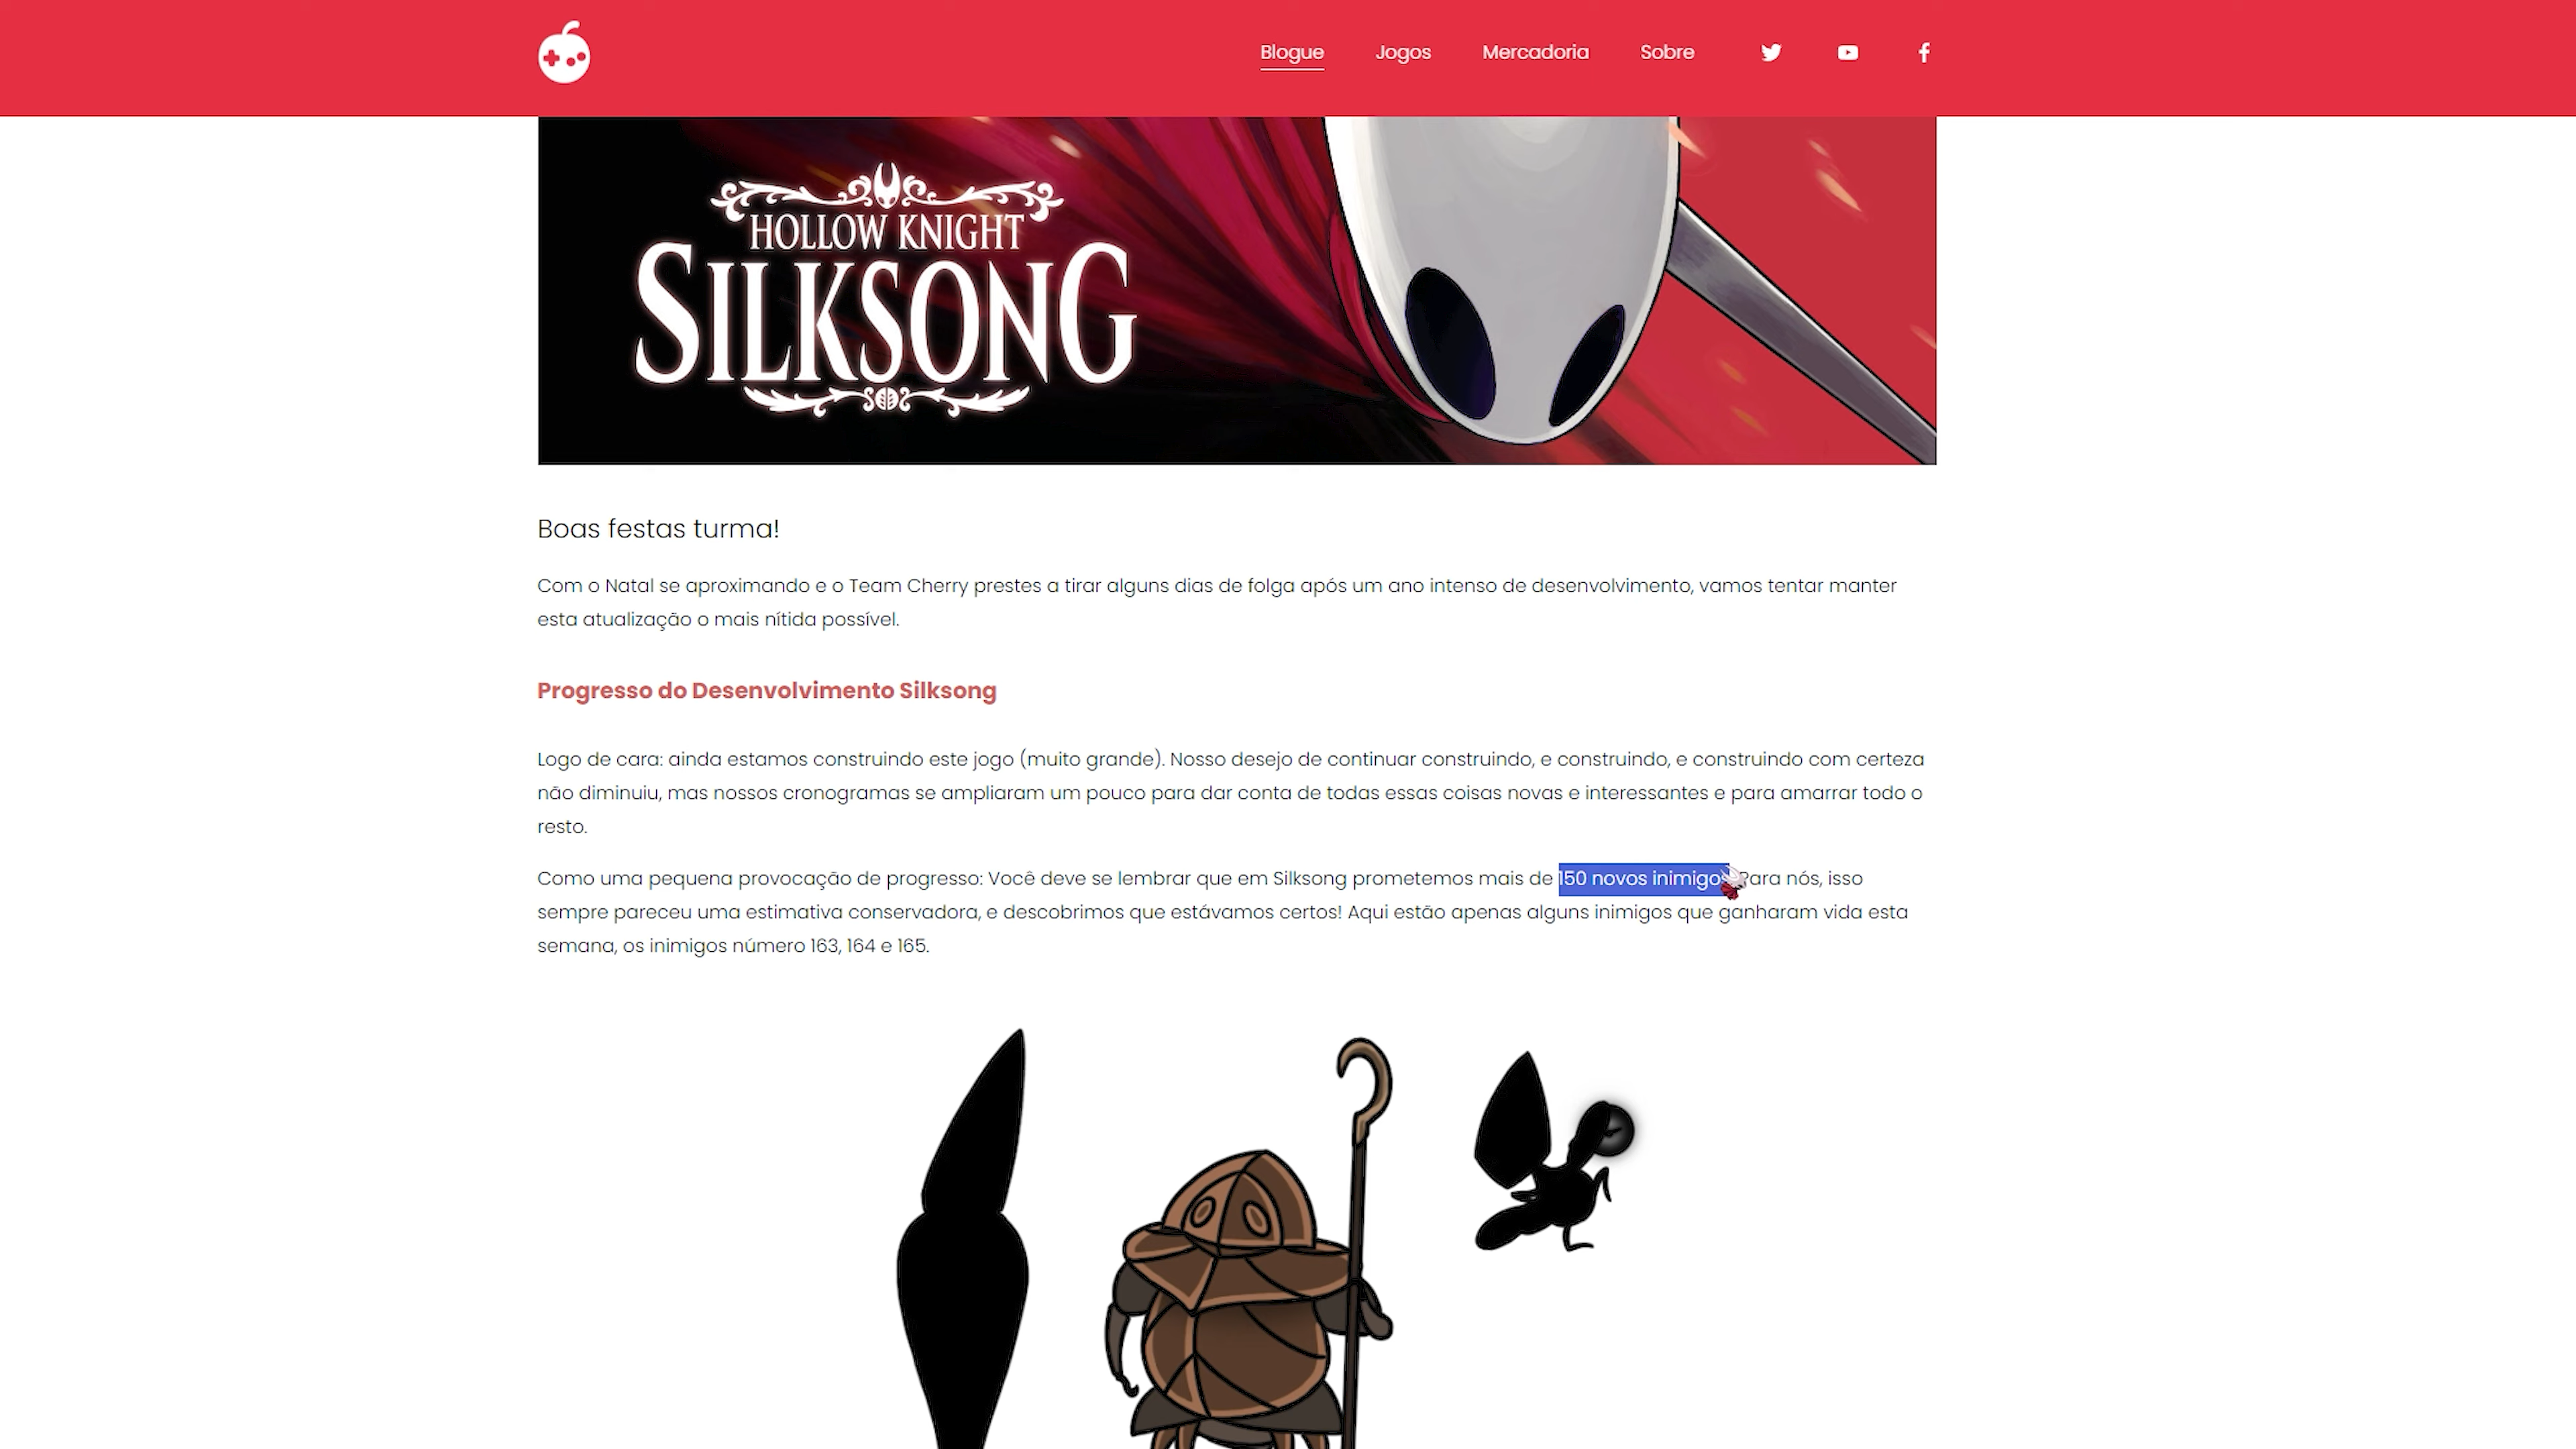 Blogue Jogos Mercadoria Sobre
HOLLOW KNIGHT
SILKSONG
Boas festas turma!
Com o Natal se aproximando e o Team Cherry prestes a tirar alguns dias de folga após um ano intenso de desenvolvimento, vamos tentar manter
esta atualização o mais nítida possível.
Progresso do Desenvolvimento Silksong
Logo de cara: ainda estamos construindo este jogo (muito grande). Nosso desejo de continuar construindo, e construindo, e construindo com certeza
não diminuiu, mas nossos cronogramas se ampliaram um pouco para dar conta de todas essas coisas novas e interessantes e para amarrar todo o
resto.
Como uma pequena provocação de progresso: Você deve se lembrar que em Silksong prometemos mais de 150 novos inimigos Para nós, isso
sempre pareceu uma estimativa conservadora, e descobrimos que estávamos certos! Aqui estão apenas alguns inimigos que ganharam vida esta
semana, os inimigos número 163, 164 e 165.